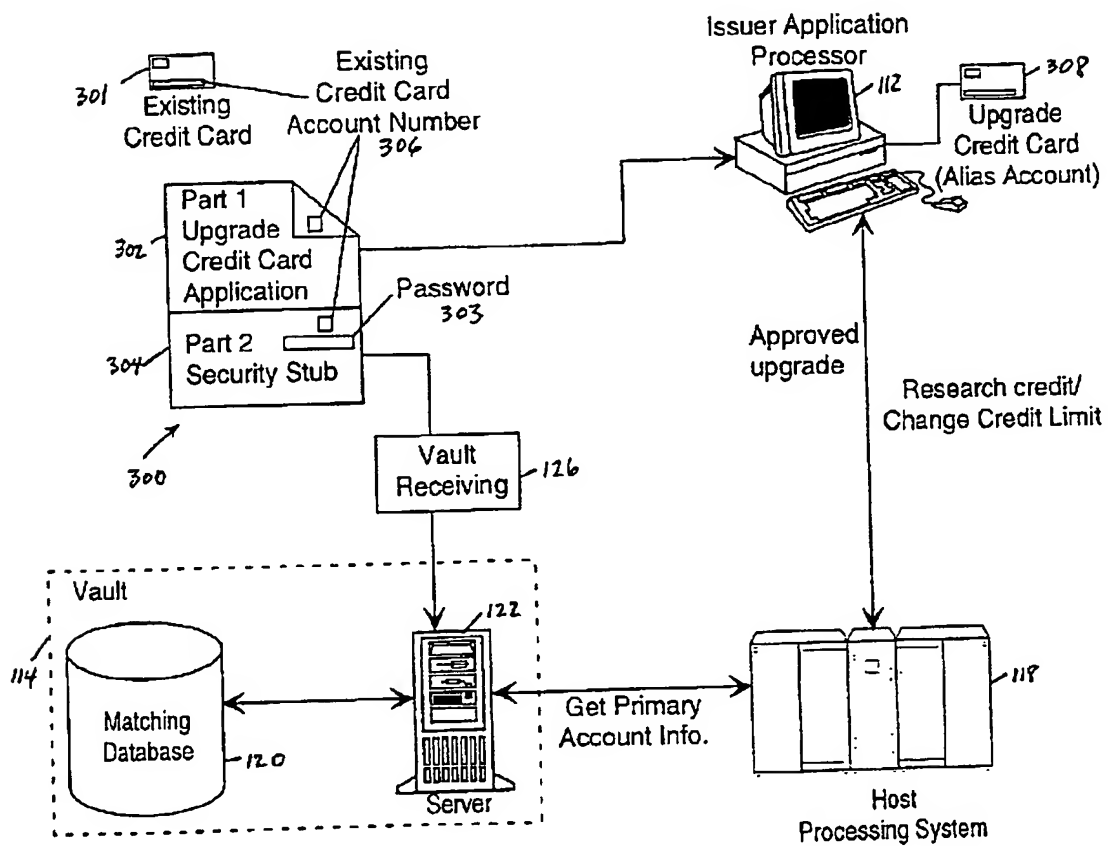 Issuer Application
Processor
112
308
Upgrade
Credit Card
(Alias Account)
301
Existing
Credit Card
Existing
Credit Card
Account Number
306
Part 1
Upgrade
Credit Card
Application
302
Password
303
Part 2
Security Stub
304
300
Approved
upgrade
Research credit/
Change Credit Limit
Vault
Receiving
126
Vault
114
Matching
Database
120
122
Server
Get Primary
Account Info.
118
Host
Processing System